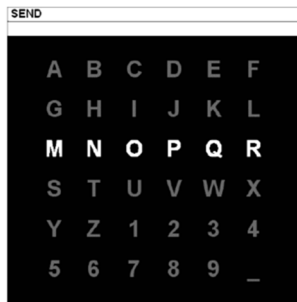 SEND
A B C D E F
G H I J K L
M N O P Q R
S T U V W X
Y Z 1 2 3 4
5 6 7 8 9 _